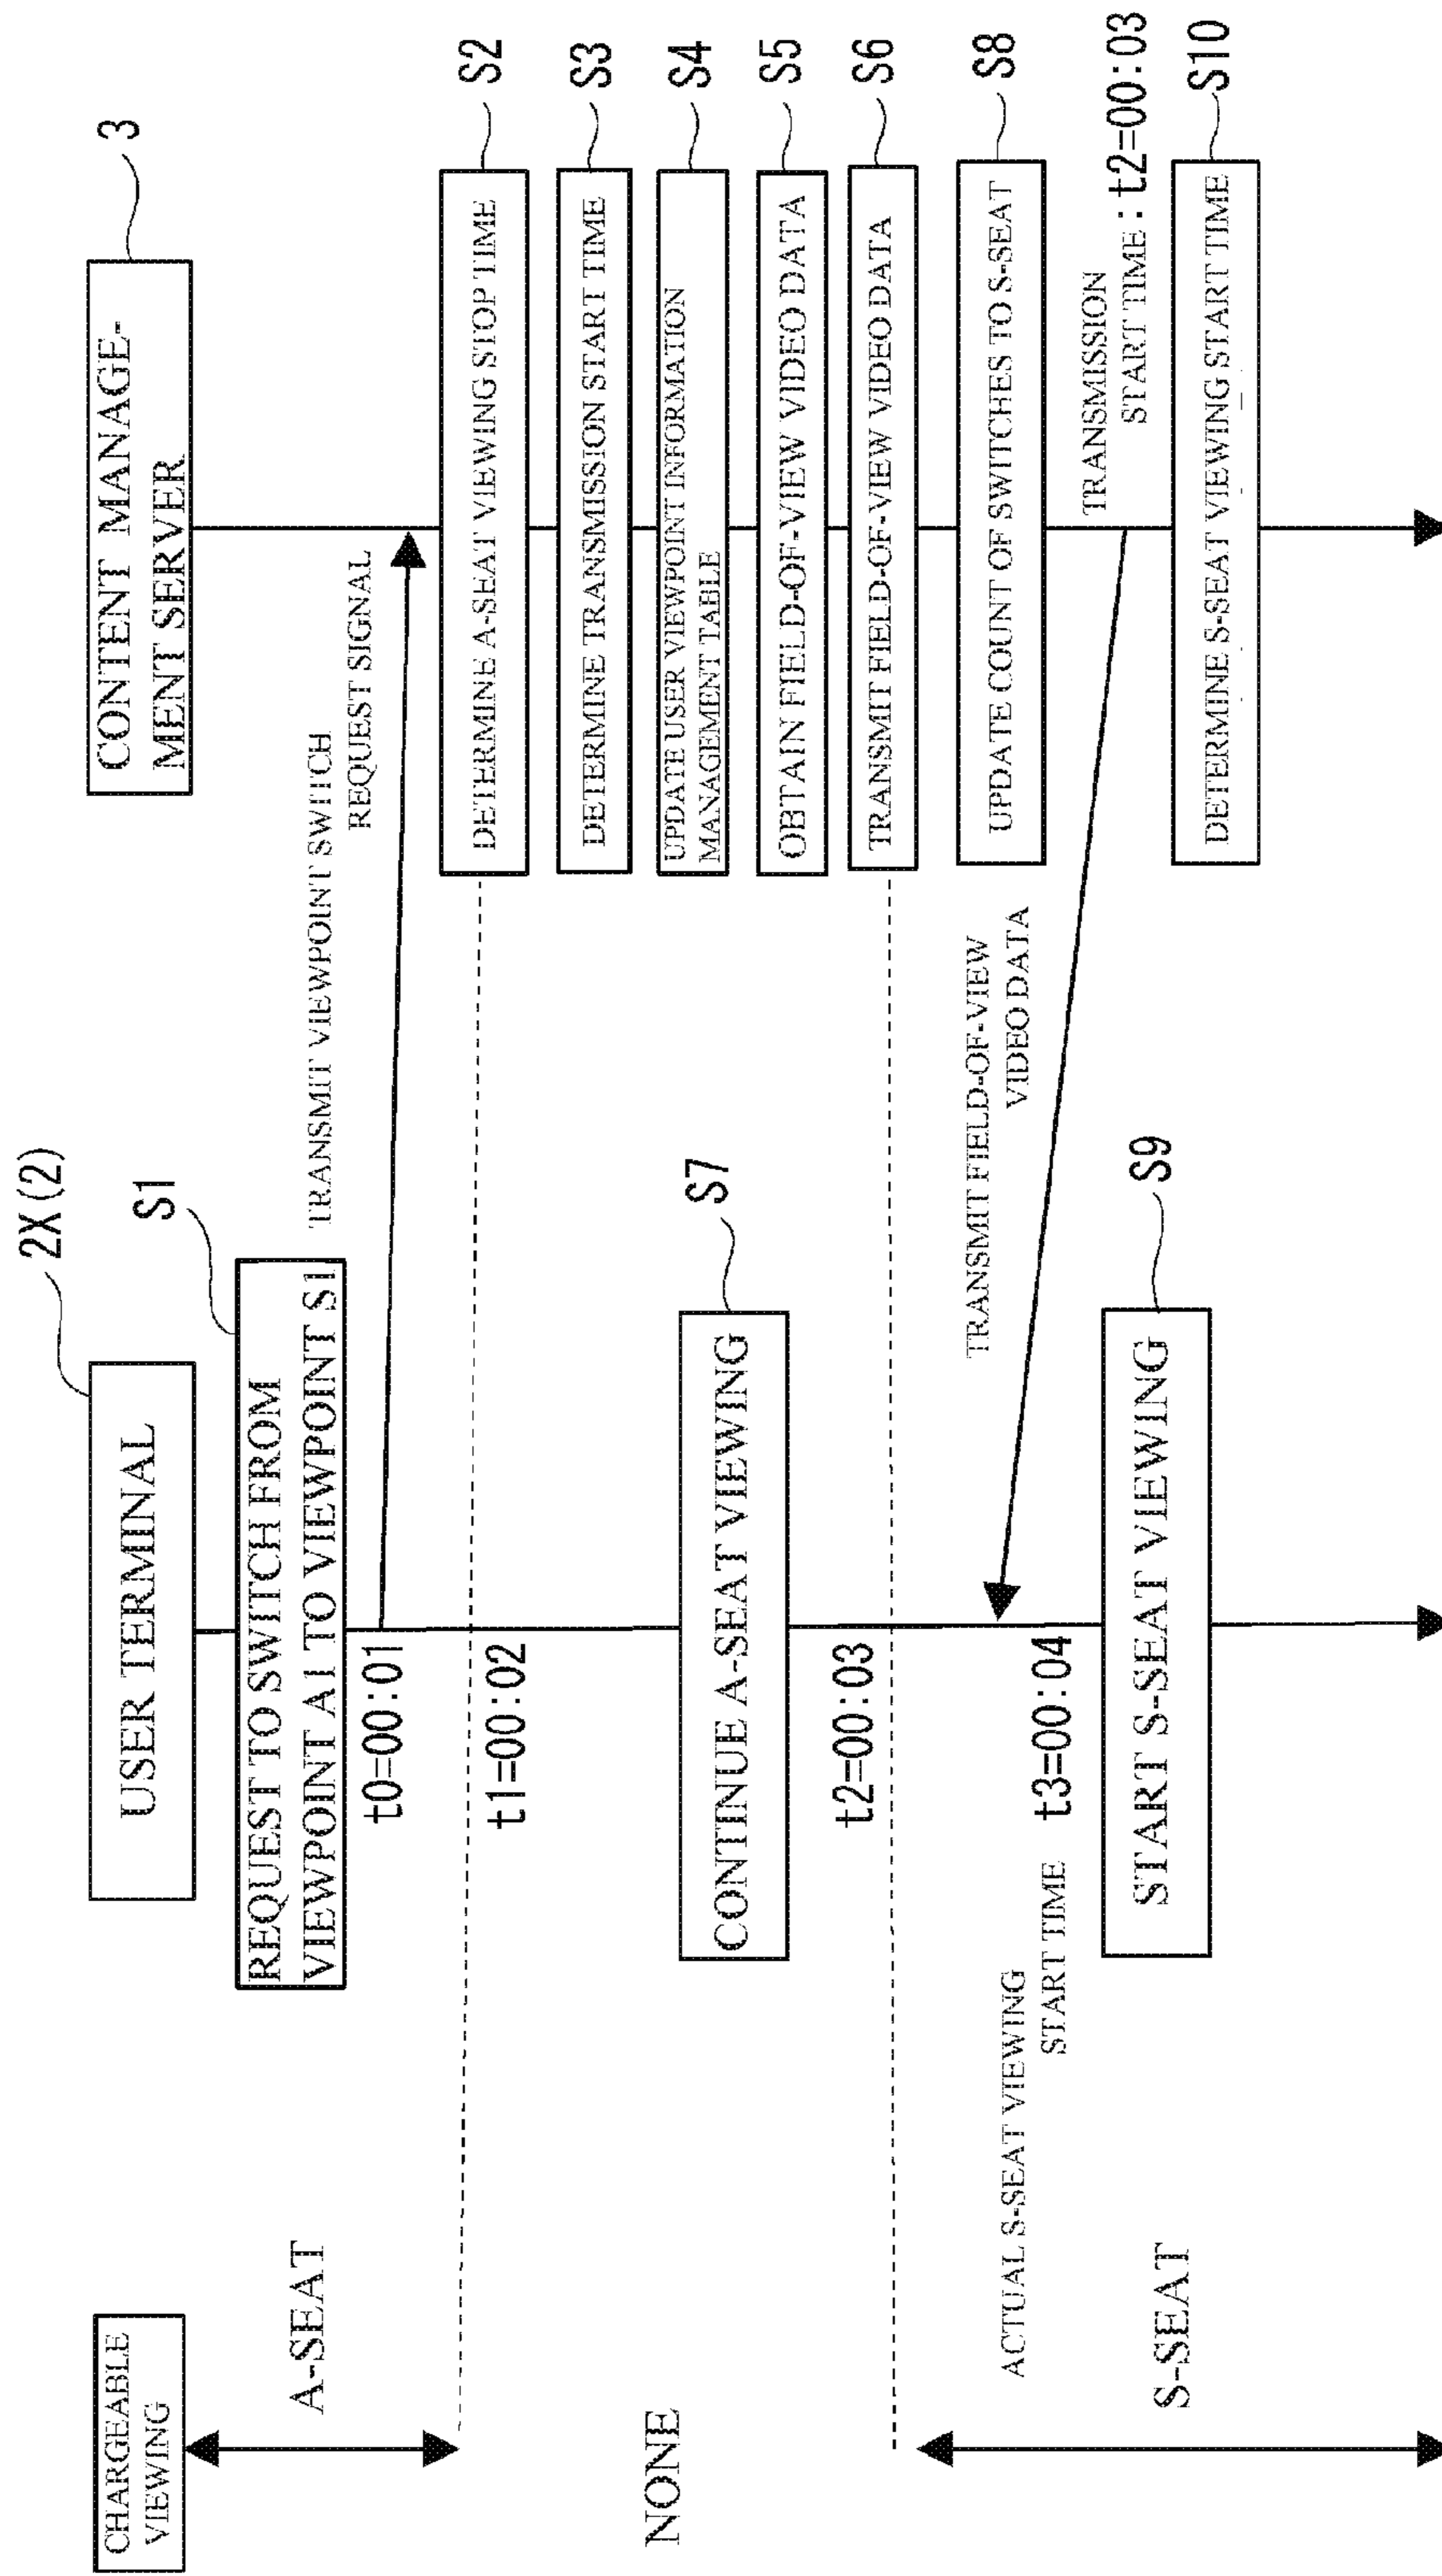 CHARGEABLE
VIEWING
A-SEAT
NONE
S-SEAT
USER TERMINAL
2X(2)
REQUEST TO SWITCH FROM
VIEWPOINT A1 TO VIEWPOINT S1
S1
t0=00:01
t1=00:02
CONTINUE A-SEAT VIEWING
S7
t2=00:03
ACTUAL S-SEAT VIEWING
START TIME
t3=00:04
START S-SEAT VIEWING
S9
TRANSMIT VIEWPOINT SWITCH
REQUEST SIGNAL
TRANSMIT FIELD-OF-VIEW
VIDEO DATA
CONTENT MANAGE-
MENT SERVER
3
DETERMINE A-SEAT VIEWING STOP TIME
S2
DETERMINE TRANSMISSION START TIME
S3
UPDATE USER VIEWPOINT INFORMATION
MANAGEMENT TABLE
S4
OBTAIN FIELD-OF-VIEW VIDEO DATA
S5
TRANSMIT FIELD-OF-VIEW VIDEO DATA
S6
UPDATE COUNT OF SWITCHES TO S-SEAT
S8
TRANSMISSION
START TIME : t2=00:03
DETERMINE S-SEAT VIEWING START TIME
S10